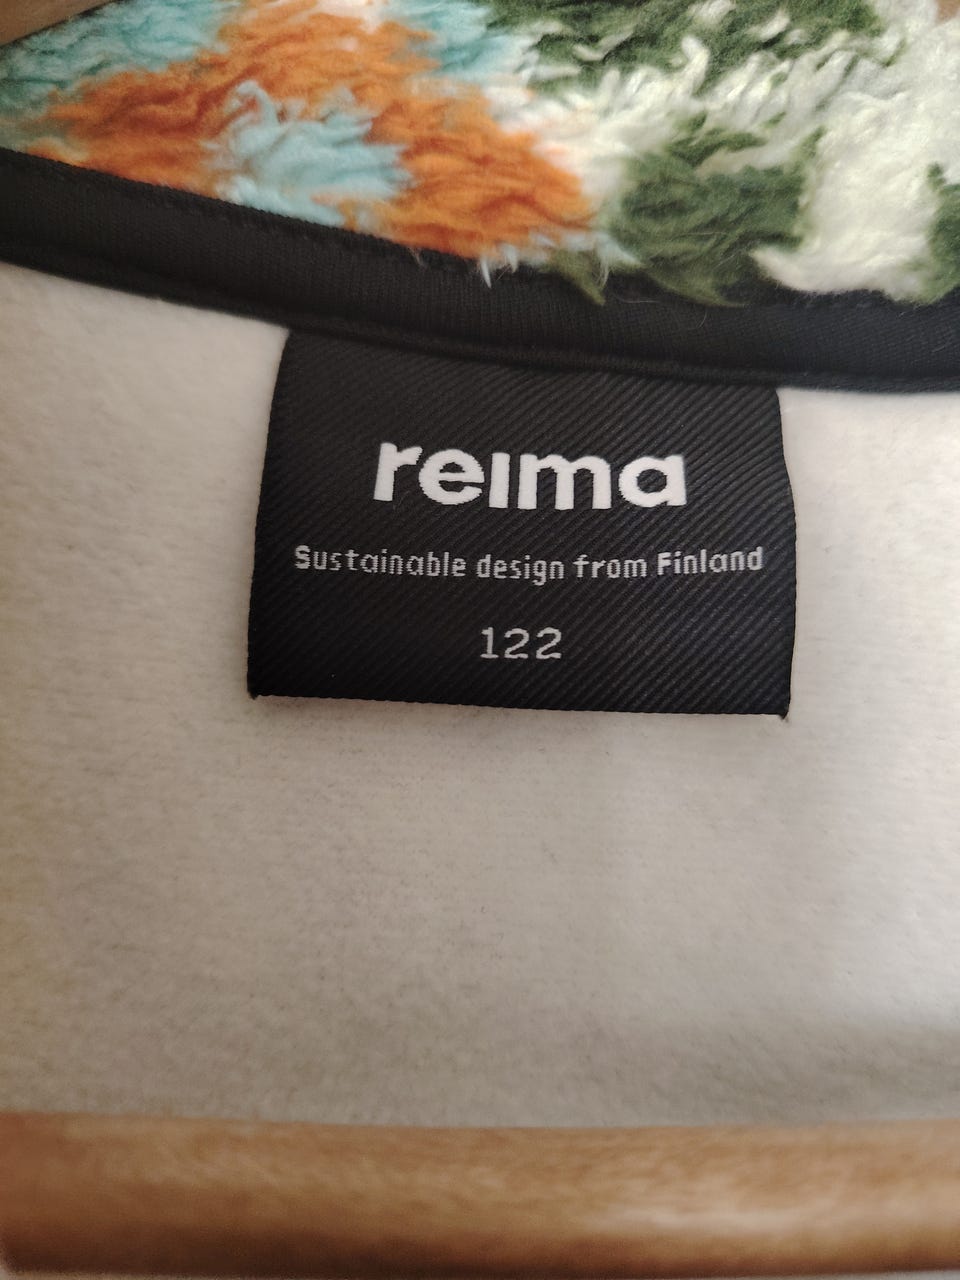 reima
Sustainable design from Finland
122